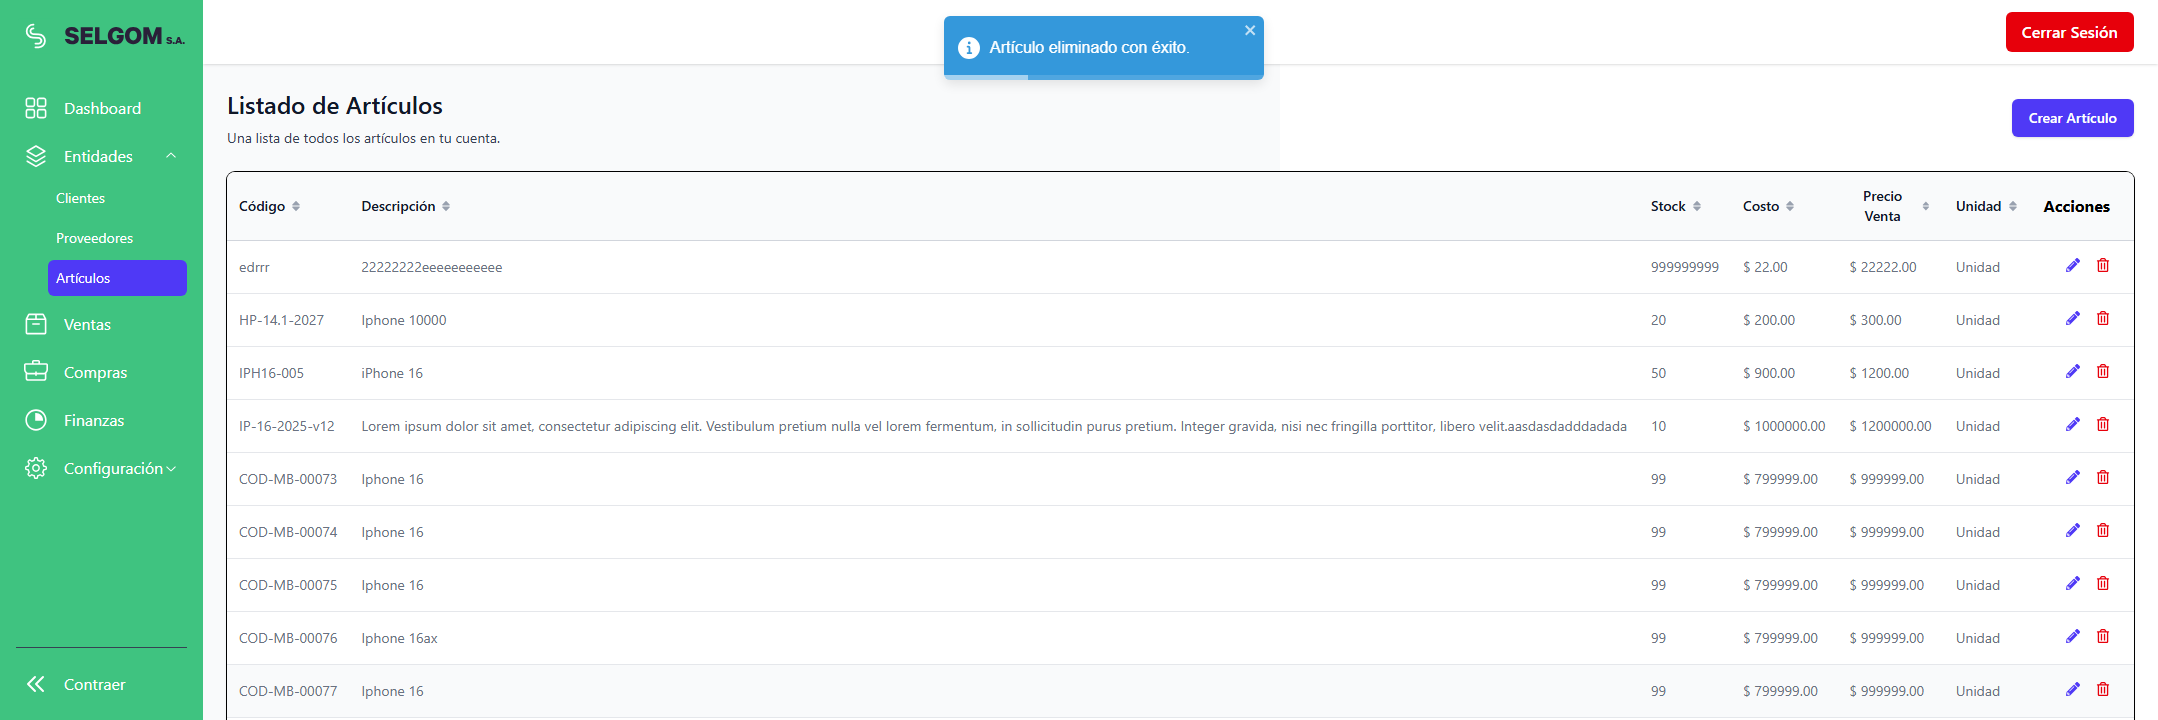 SELGOM S.A.
Artículo eliminado con éxito.
Cerrar Sesión
Dashboard
Entidades
Clientes
Proveedores
Artículos
Ventas
Compras
Finanzas
Configuración
Contraer
Listado de Artículos
Una lista de todos los artículos en tu cuenta.
Crear Artículo
Código Descripción Stock Costo Precio Venta Unidad Acciones
edrrr 22222222eeeeeeeeeee 999999999 $ 22.00 $ 22222.00 Unidad
HP-14.1-2027 Iphone 10000 20 $ 200.00 $ 300.00 Unidad
IPH16-005 iPhone 16 50 $ 900.00 $ 1200.00 Unidad
IP-16-2025-v12 Lorem ipsum dolor sit amet, consectetur adipiscing elit. Vestibulum pretium nulla vel lorem fermentum, in sollicitudin purus pretium. Integer gravida, nisi nec fringilla porttitor, libero velit.aasdasdadddadada 10 $ 1000000.00 $ 1200000.00 Unidad
COD-MB-00073 Iphone 16 99 $ 799999.00 $ 999999.00 Unidad
COD-MB-00074 Iphone 16 99 $ 799999.00 $ 999999.00 Unidad
COD-MB-00075 Iphone 16 99 $ 799999.00 $ 999999.00 Unidad
COD-MB-00076 Iphone 16ax 99 $ 799999.00 $ 999999.00 Unidad
COD-MB-00077 Iphone 16 99 $ 799999.00 $ 999999.00 Unidad